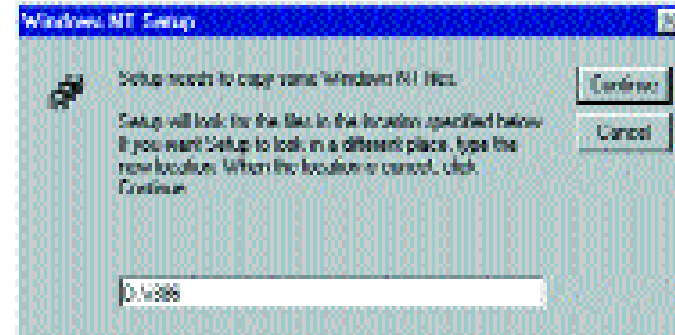 Windows NT Setup
Setup needs to copy some Windows NT files.
Continue
Setup will look for the files in the location specified below.
Cancel
If you want Setup to look in a different place, type the
new location. When the location is correct, click
Continue.
D:\i386